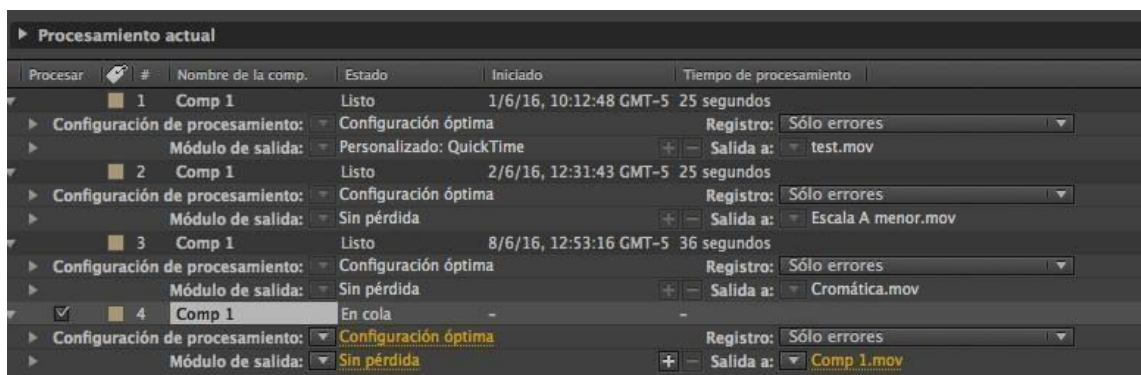 Procesamiento actual
Procesar # Nombre de la comp. Estado Iniciado Tiempo de procesamiento
1 Comp 1 Listo 1/6/16, 10:12:48 GMT-5 25 segundos
Configuración de procesamiento: Configuración óptima Registro: Sólo errores
Módulo de salida: Personalizado: QuickTime + - Salida a: test.mov
2 Comp 1 Listo 2/6/16, 12:31:43 GMT-5 25 segundos
Configuración de procesamiento: Configuración óptima Registro: Sólo errores
Módulo de salida: Sin pérdida + - Salida a: Escala A menor.mov
3 Comp 1 Listo 8/6/16, 12:53:16 GMT-5 36 segundos
Configuración de procesamiento: Configuración óptima Registro: Sólo errores
Módulo de salida: Sin pérdida + - Salida a: Cromática.mov
4 Comp 1 En cola - -
Configuración de procesamiento: Configuración óptima Registro: Sólo errores
Módulo de salida: Sin pérdida + - Salida a: Comp 1.mov